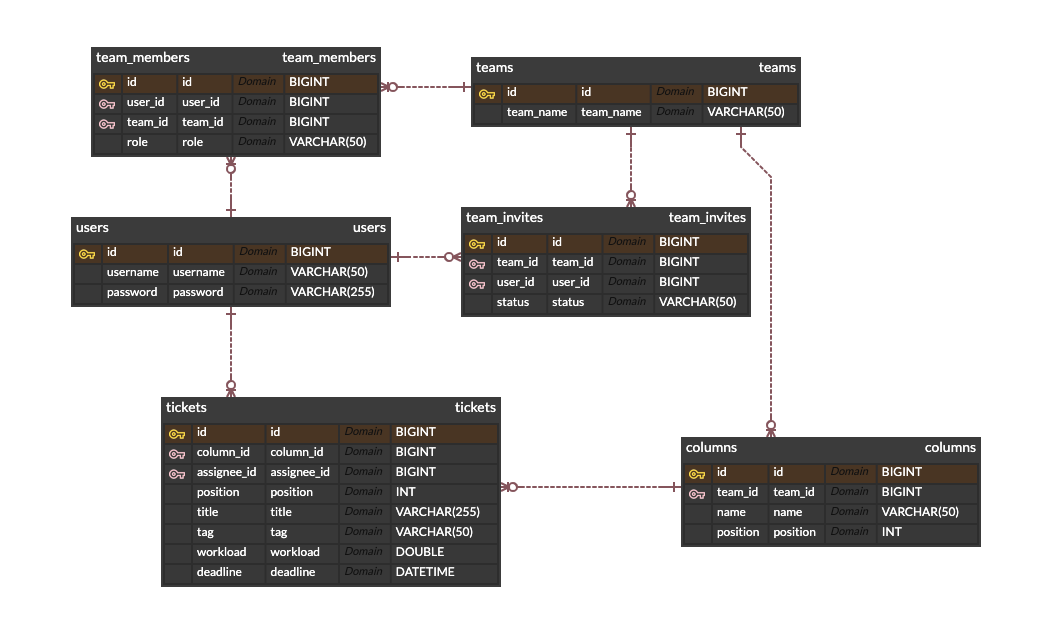 team_members team_members
id id Domain BIGINT
user_id user_id Domain BIGINT
team_id team_id Domain BIGINT
role role Domain VARCHAR(50)
teams teams
id id Domain BIGINT
team_name team_name Domain VARCHAR(50)
users users
id id Domain BIGINT
username username Domain VARCHAR(50)
password password Domain VARCHAR(255)
team_invites team_invites
id id Domain BIGINT
team_id team_id Domain BIGINT
user_id user_id Domain BIGINT
status status Domain VARCHAR(50)
tickets tickets
id id Domain BIGINT
column_id column_id Domain BIGINT
assignee_id assignee_id Domain BIGINT
position position Domain INT
title title Domain VARCHAR(255)
tag tag Domain VARCHAR(50)
workload workload Domain DOUBLE
deadline deadline Domain DATETIME
columns columns
id id Domain BIGINT
team_id team_id Domain BIGINT
name name Domain VARCHAR(50)
position position Domain INT